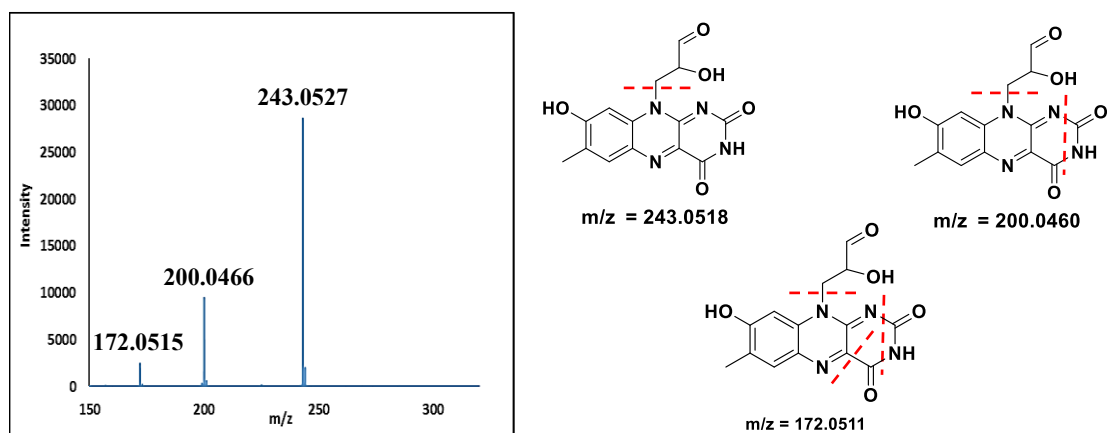 35000
30000
25000
20000
15000
10000
5000
0
Intensity
150
200
250
300
m/z
172.0515
200.0466
243.0527
O
OH
HO
N
N
O
NH
N
O
m/z = 243.0518
O
OH
HO
N
N
O
NH
N
O
m/z = 200.0460
O
OH
HO
N
N
O
NH
N
O
m/z = 172.0511